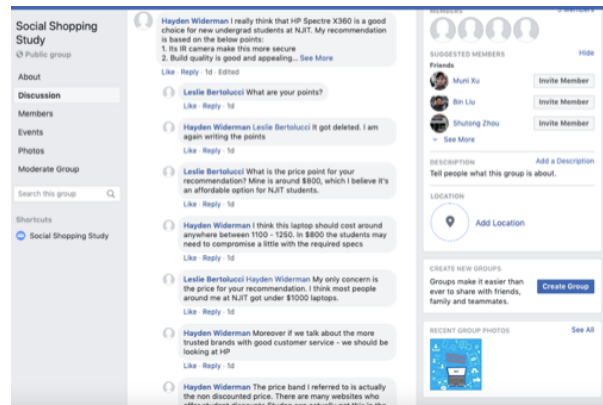 Social Shopping
Study
Public group
About
Discussion
Members
Events
Photos
Moderate Group
Search this group
Shortcuts
Social Shopping Study
Hayden Widerman I really think that HP Spectre X360 is a good
choice for new undergrad students at NJIT. My recommendation
is based on the below points:
1. Its IR camera make this more secure
2. Build quality is good and appealing... See More
Like · Reply · 1d · Edited
Leslie Bertolucci What are your points?
Like · Reply · 1d
Hayden Widerman Leslie Bertolucci It got deleted. I am
again writing the points
Like · Reply · 1d
Leslie Bertolucci What is the price point for your
recommendation? Mine is around $800, which I believe it's
an affordable option for NJIT students.
Like · Reply · 1d
Hayden Widerman I think this laptop should cost around
anywhere between 1100 - 1250. In $800 the students may
need to compromise a little with the required specs
Like · Reply · 1d
Leslie Bertolucci Hayden Widerman My only concern is
the price for your recommendation. I think most people
around me at NJIT got under $1000 laptops.
Like · Reply · 1d
Hayden Widerman Moreover if we talk about the more
trusted brands with good customer service - we should be
looking at HP
Like · Reply · 1d
Hayden Widerman The price band I referred to is actually
the non discounted price. There are many websites who
MEMBERS
3 Members
SUGGESTED MEMBERS
Hide
Friends
Muni Xu
Invite Member
Bin Liu
Invite Member
Shutong Zhou
Invite Member
See More
DESCRIPTION
Add a Description
Tell people what this group is about.
LOCATION
Add Location
CREATE NEW GROUPS
Groups make it easier than
ever to share with friends,
family and teammates.
Create Group
RECENT GROUP PHOTOS
See All